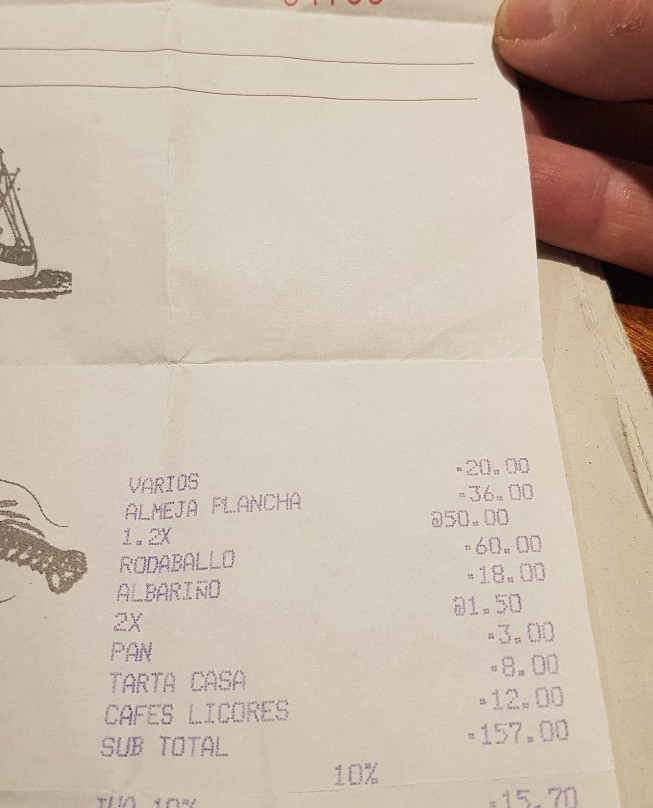 VARIOS ·20.00
ALMEJA PLANCHA ·36.00
1.2X @50.00
RODABALLO ·60.00
ALBARIÑO ·18.00
2X @1.50
PAN ·3.00
TARTA CASA ·8.00
CAFES LICORES ·12.00
SUB TOTAL ·157.00
10%
IVA 10% ·15.70